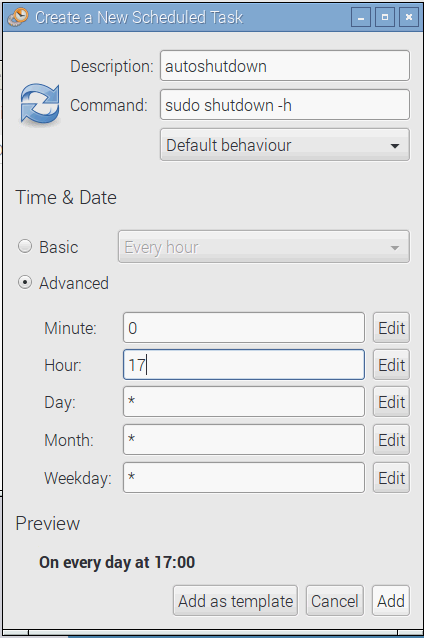 Create a New Scheduled Task
Description: autoshutdown
Command: sudo shutdown -h
Default behaviour
Time & Date
Basic Every hour
Advanced
Minute: 0 Edit
Hour: 17 Edit
Day: * Edit
Month: * Edit
Weekday: * Edit
Preview
On every day at 17:00
Add as template Cancel Add